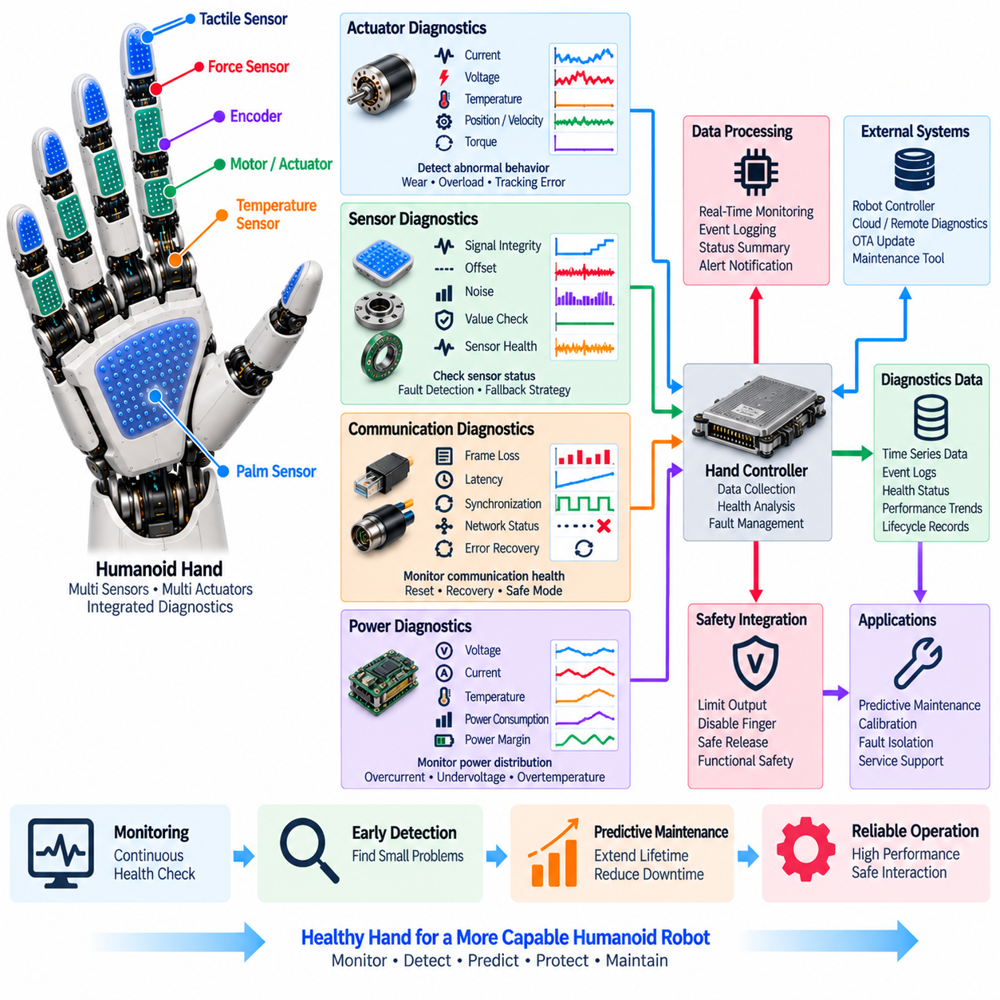 Tactile Sensor
Force Sensor
Encoder
Motor / Actuator
Temperature
Sensor
Palm Sensor
Humanoid Hand
Multi Sensors • Multi Actuators
Integrated Diagnostics
Actuator Diagnostics
Current
Voltage
Temperature
Position / Velocity
Torque
Detect abnormal behavior
Wear • Overload • Tracking Error
Sensor Diagnostics
Signal Integrity
Offset
Noise
Value Check
Sensor Health
Check sensor status
Fault Detection • Fallback Strategy
Communication Diagnostics
Frame Loss
Latency
Synchronization
Network Status
Error Recovery
Monitor communication health
Reset • Recovery • Safe Mode
Power Diagnostics
V
Voltage
A
Current
Temperature
Power Consumption
Power Margin
Monitor power distribution
Overcurrent • Undervoltage • Overtemperature
Data Processing
Real-Time Monitoring
Event Logging
Status Summary
Alert Notification
External Systems
Robot Controller
Cloud / Remote Diagnostics
OTA Update
Maintenance Tool
Hand Controller
Data Collection
Health Analysis
Fault Management
Diagnostics Data
Time Series Data
Event Logs
Health Status
Performance Trends
Lifecycle Records
Safety Integration
V
Limit Output
Disable Finger
Safe Release
Functional Safety
Applications
Predictive Maintenance
Calibration
Fault Isolation
Service Support
Monitoring
Continuous
Health Check
Early Detection
Find Small Problems
Predictive Maintenance
Extend Lifetime
Reduce Downtime
Reliable Operation
High Performance
Safe Interaction
Healthy Hand for a More Capable Humanoid Robot
Monitor • Detect • Predict • Protect • Maintain